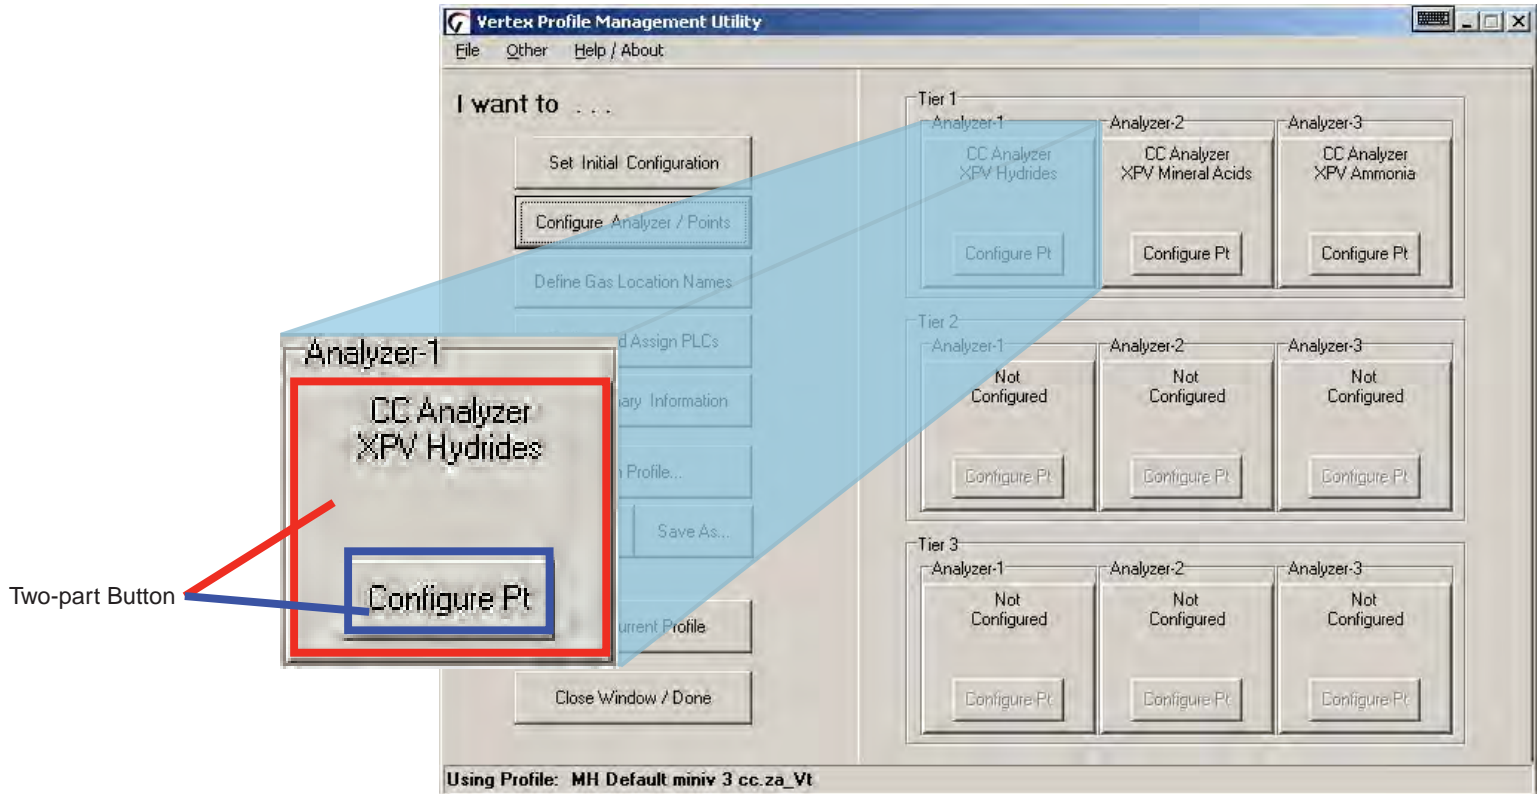 Vertex Profile Management Utility
File Other Help / About
I want to . . .
Set Initial Configuration
Configure Analyzer / Points
Define Gas Location Names
d Assign PLCs
ary Information
Profile...
Save As...
urrent Profile
Close Window / Done
Tier 1
Analyzer-1
CC Analyzer
XPV Hydrides
Configure Pt
Analyzer-2
CC Analyzer
XPV Mineral Acids
Configure Pt
Analyzer-3
CC Analyzer
XPV Ammonia
Configure Pt
Tier 2
Analyzer-1
Not
Configured
Configure Pt
Analyzer-2
Not
Configured
Configure Pt
Analyzer-3
Not
Configured
Configure Pt
Tier 3
Analyzer-1
Not
Configured
Configure Pt
Analyzer-2
Not
Configured
Configure Pt
Analyzer-3
Not
Configured
Configure Pt
Analyzer-1
CC Analyzer
XPV Hydrides
Configure Pt
Two-part Button
Using Profile: MH Default miniv 3 cc.za_Vt